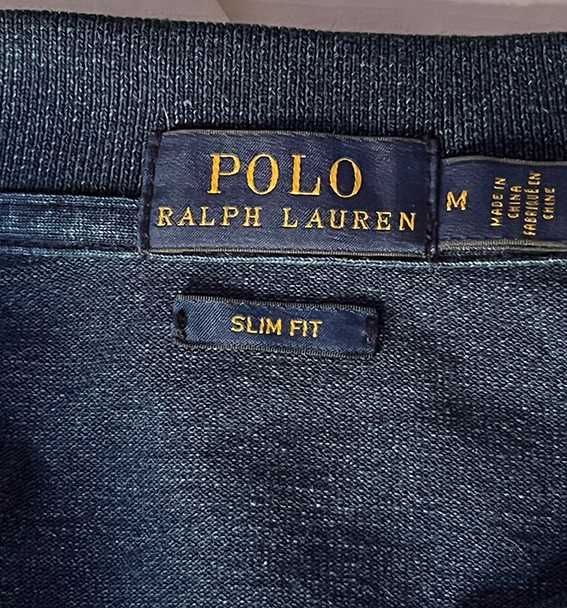 POLO
RALPH LAUREN
M
MADE IN
CHINA
FABRIQUÉ EN
CHINE
SLIM FIT